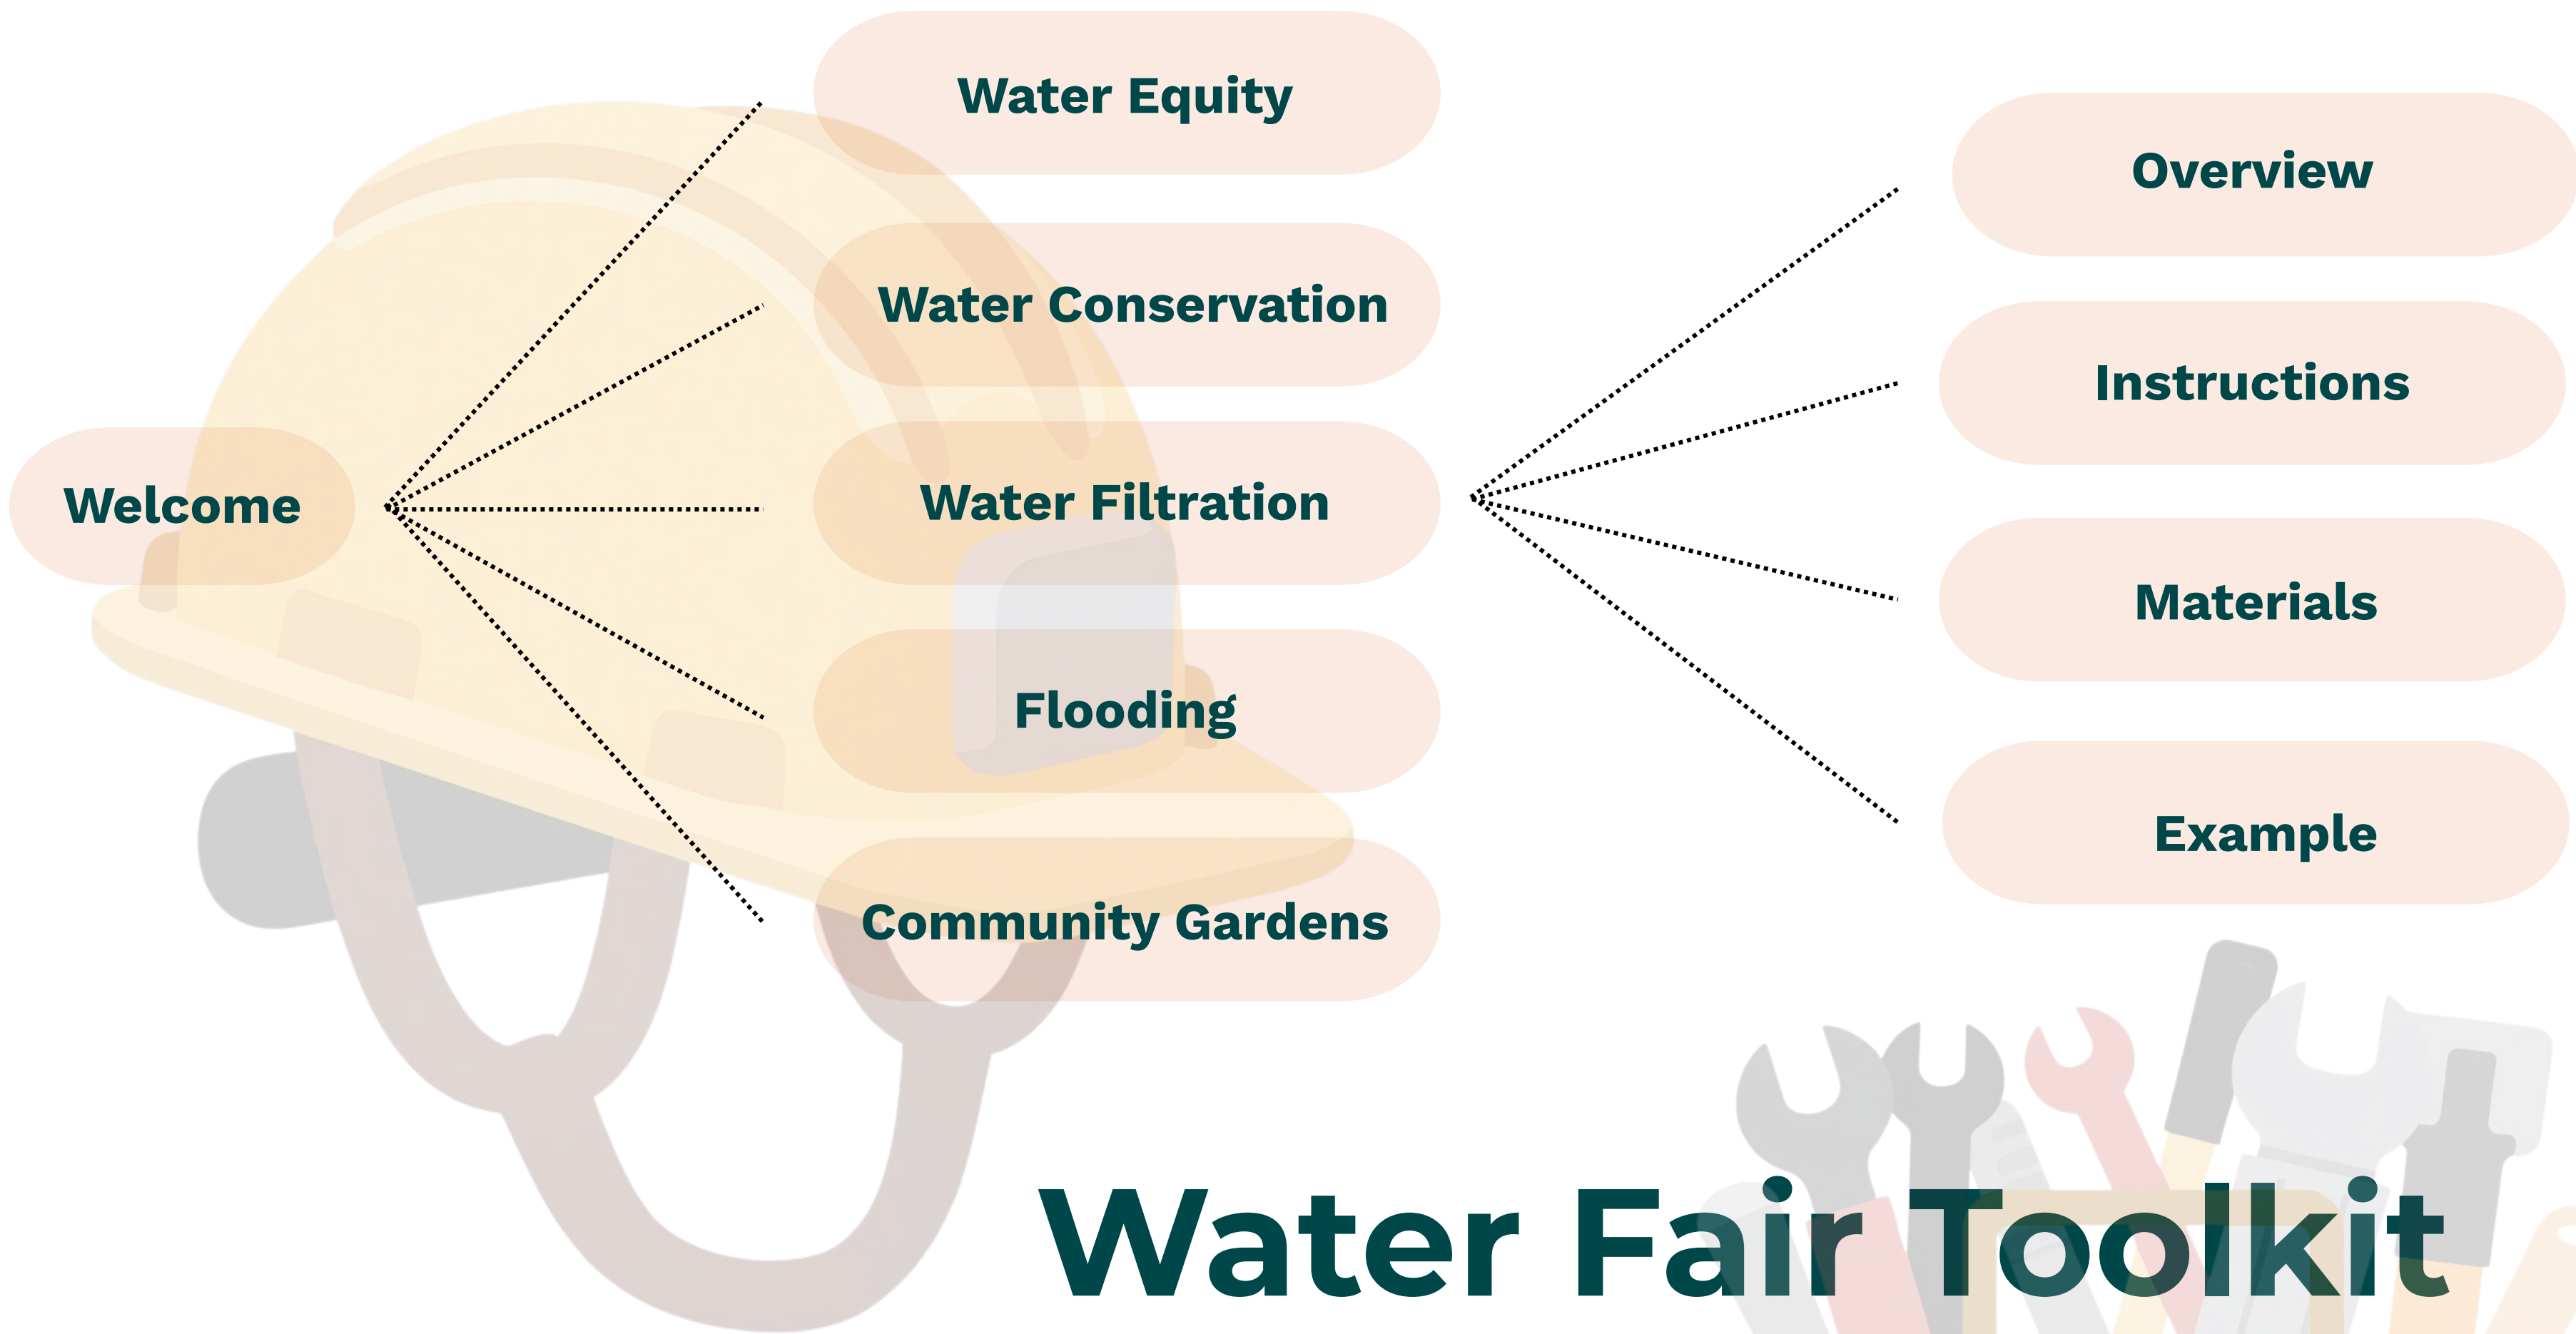 Welcome
Water Equity
Water Conservation
Water Filtration
Flooding
Community Gardens
Overview
Instructions
Materials
Example
Water Fair Toolkit